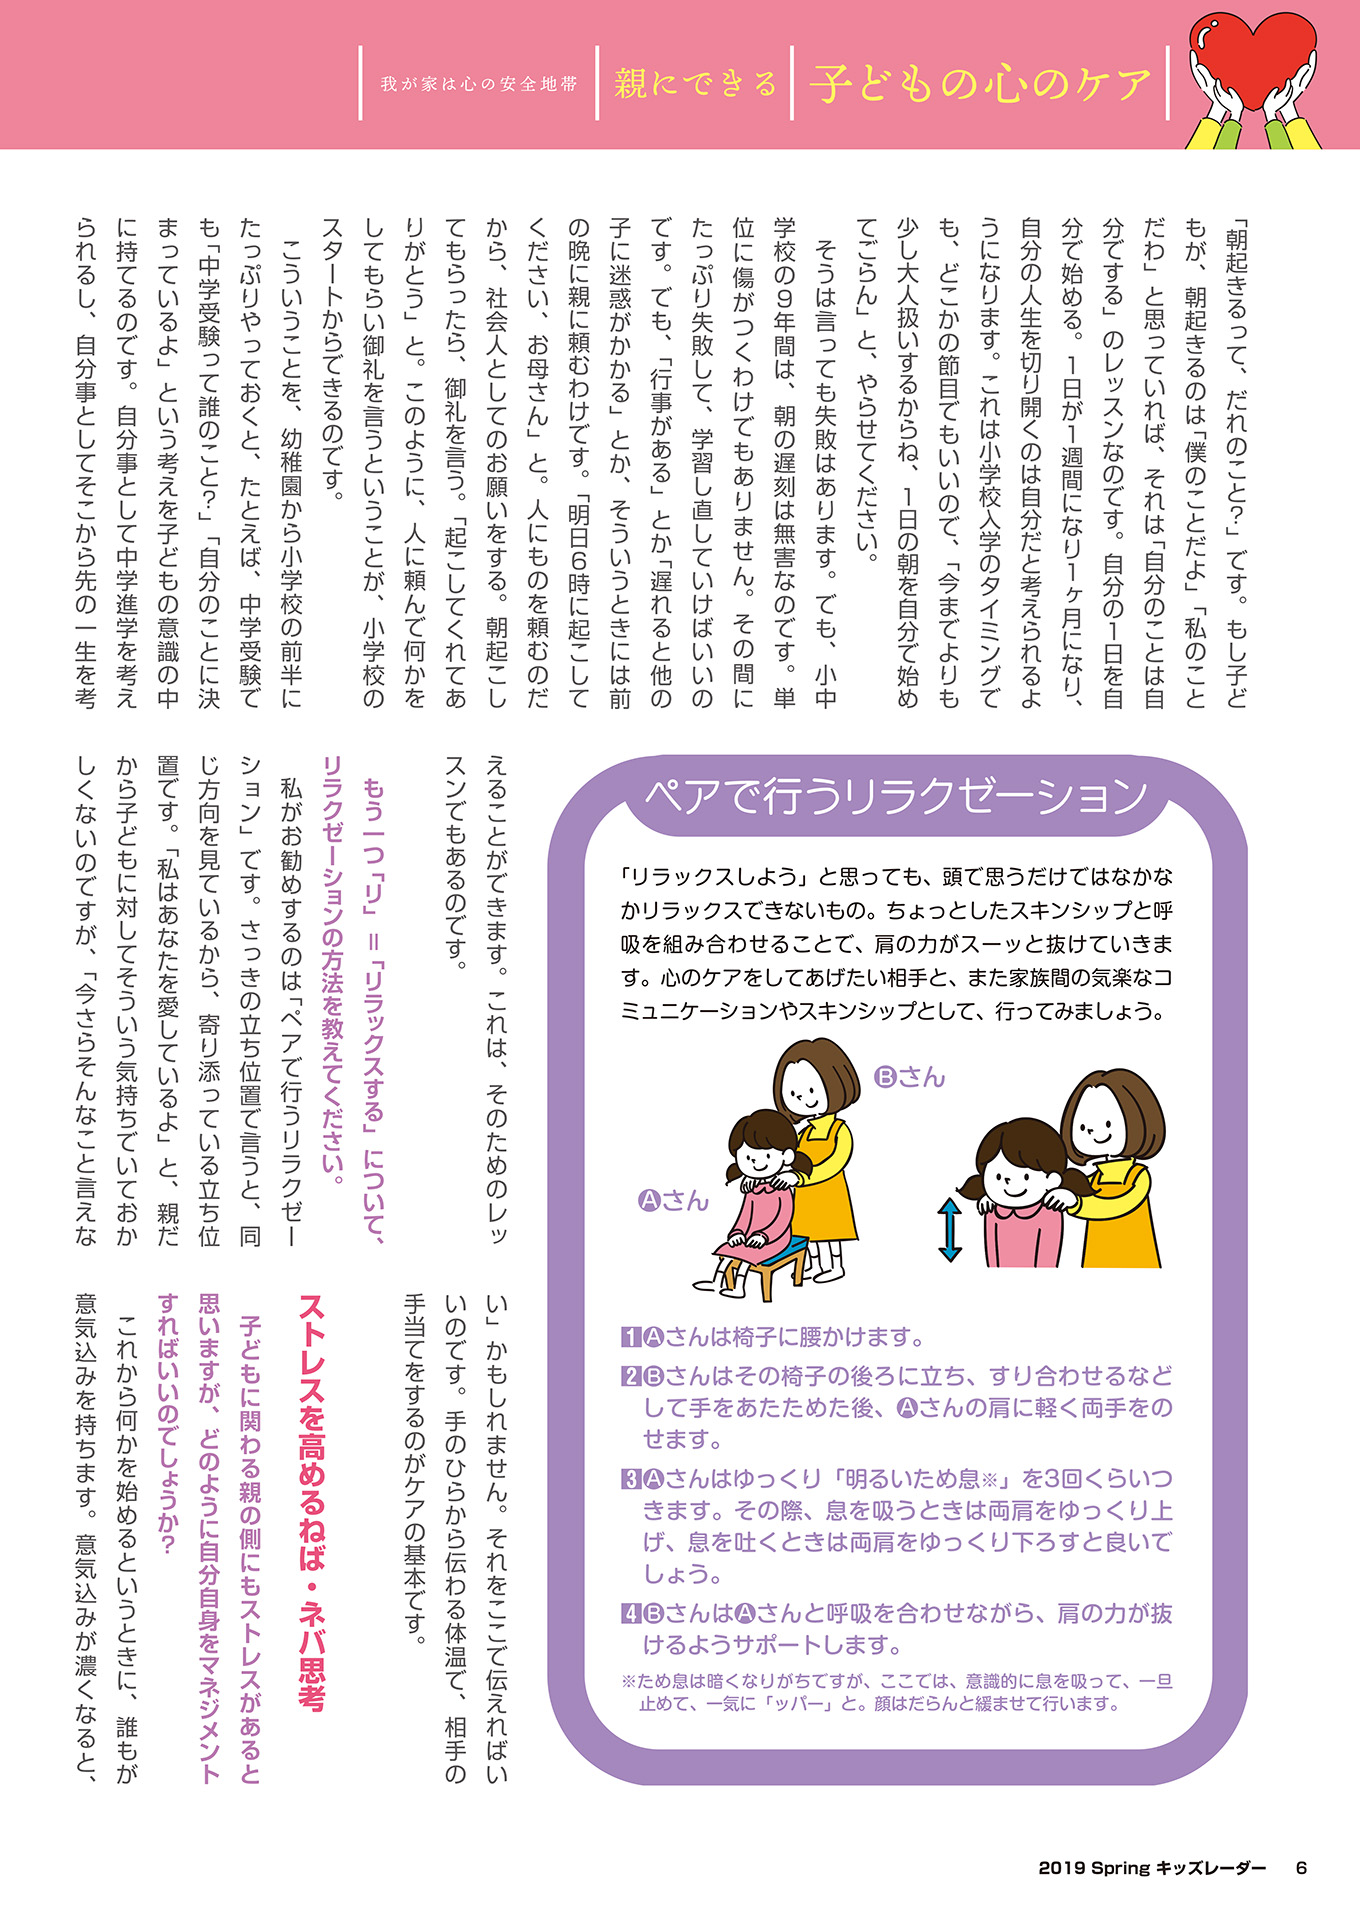 子どもの心のケア
親にできる
我が家は心の安全地帯
「朝起きるって、だれのこと?」です。もし子ど
もが、朝起きるのは「僕のことだよ」「私のこと
だわ」と思っていれば、それは「自分のことは自
分でする」のレッスンなのです。自分の1日を自
分で始める。1日が1週間になり1ヶ月になり、
自分の人生を切り開くのは自分だと考えられるよ
うになります。これは小学校入学のタイミングで
も、どこかの節目でもいいので、「今までよりも
少し大人扱いするからね、1日の朝を自分で始め
てごらん」と、やらせてください。
そうは言っても失敗はあります。でも、小中
学校の9年間は、朝の遅刻は無害なのです。単
位に傷がつくわけでもありません。その間に
たっぷり失敗して、学習し直していけばいいの
です。でも、「行事がある」とか「遅れると他の
子に迷惑がかかる」とか、そういうときには前
の晩に親に頼むわけです。「明日6時に起こして
ください、お母さん」と。人にものを頼むのだ
から、社会人としてのお願いをする。朝起こし
てもらったら、御礼を言う。「起こしてくれてあ
りがとう」と。このように、人に頼んで何かを
してもらい御礼を言うということが、小学校の
スタートからできるのです。
こういうことを、幼稚園から小学校の前半に
たっぷりやっておくと、たとえば、中学受験で
も「中学受験って誰のこと?」「自分のことに決
まっているよ」という考えを子どもの意識の中
に持てるのです。自分事として中学進学を考え
られるし、自分事としてそこから先の一生を考
ペアで行うリラクゼーション
「リラックスしよう」と思っても、頭で思うだけではなかな
かリラックスできないもの。ちょっとしたスキンシップと呼
吸を組み合わせることで、肩の力がスーッと抜けていきま
す。心のケアをしてあげたい相手と、また家族間の気楽なコ
ミュニケーションやスキンシップとして、行ってみましょう。
Bさん
Aさん
1Aさんは椅子に腰かけます。
2Bさんはその椅子の後ろに立ち、すり合わせるなど
して手をあたためた後、Aさんの肩に軽く両手をの
せます。
3Aさんはゆっくり「明るいため息※」を3回くらいつ
きます。その際、息を吸うときは両肩をゆっくり上
げ、息を吐くときは両肩をゆっくり下ろすと良いで
しょう。
4BさんはAさんと呼吸を合わせながら、肩の力が抜
けるようサポートします。
※ため息は暗くなりがちですが、ここでは、意識的に息を吸って、一旦
止めて、一気に「ッパー」と。顔はだらんと緩ませて行います。
えることができます。これは、そのためのレッ
スンでもあるのです。
もう一つ「リ」=「リラックスする」について、
リラクゼーションの方法を教えてください。
私がお勧めするのは「ペアで行うリラクゼー
ション」です。さっきの立ち位置で言うと、同
じ方向を見ているから、寄り添っている立ち位
置です。「私はあなたを愛しているよ」と、親だ
から子どもに対してそういう気持ちでいておか
しくないのですが、「今さらそんなこと言えな
い」かもしれません。それをここで伝えればい
いのです。手のひらから伝わる体温で、相手の
手当てをするのがケアの基本です。
ストレスを高めるねば・ネバ思考
子どもに関わる親の側にもストレスがあると
思いますが、どのように自分自身をマネジメント
すればいいのでしょうか?
これから何かを始めるというときに、誰もが
意気込みを持ちます。意気込みが濃くなると、
2019 Spring キッズレーダー 6